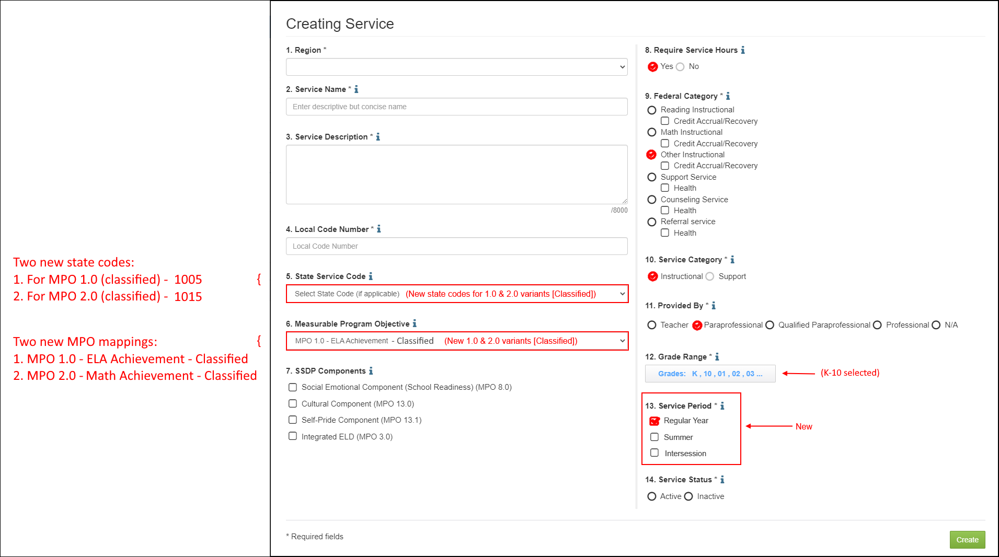 Creating Service
1. Region *
2. Service Name *
Enter descriptive but concise name
3. Service Description *
/8000
4. Local Code Number *
Local Code Number
Two new state codes:
1. For MPO 1.0 (classified) - 1005 {
2. For MPO 2.0 (classified) - 1015
5. State Service Code
Select State Code (if applicable) (New state codes for 1.0 & 2.0 variants [Classified])
6. Measurable Program Objective
Two new MPO mappings: {
1. MPO 1.0 - ELA Achievement - Classified
2. MPO 2.0 - Math Achievement - Classified
MPO 1.0 - ELA Achievement - Classified (New 1.0 & 2.0 variants [Classified])
7. SSDP Components
Social Emotional Component (School Readiness) (MPO 8.0)
Cultural Component (MPO 13.0)
Self-Pride Component (MPO 13.1)
Integrated ELD (MPO 3.0)
8. Require Service Hours
Yes No
9. Federal Category *
Reading Instructional
Credit Accrual/Recovery
Math Instructional
Credit Accrual/Recovery
Other Instructional
Credit Accrual/Recovery
Support Service
Health
Counseling Service
Health
Referral service
Health
10. Service Category *
Instructional Support
11. Provided By *
Teacher Paraprofessional Qualified Paraprofessional Professional N/A
12. Grade Range *
Grades: K , 10 , 01 , 02 , 03 ... (K-10 selected)
13. Service Period *
Regular Year
Summer
Intersession
New
14. Service Status *
Active Inactive
* Required fields
Create